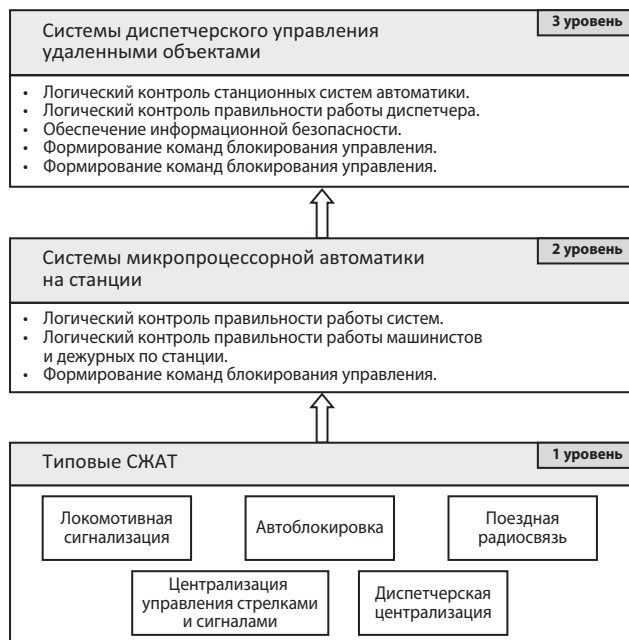 Системы диспетчерского управления
удаленными объектами
3 уровень
• Логический контроль станционных систем автоматики.
• Логический контроль правильности работы диспетчера.
• Обеспечение информационной безопасности.
• Формирование команд блокирования управления.
• Формирование команд блокирования управления.
Системы микропроцессорной автоматики
на станции
2 уровень
• Логический контроль правильности работы систем.
• Логический контроль правильности работы машинистов
и дежурных по станции.
• Формирование команд блокирования управления.
Типовые СЖАТ
1 уровень
Локомотивная
сигнализация
Автоблокировка
Поездная
радиосвязь
Централизация
управления стрелками
и сигналами
Диспетчерская
централизация